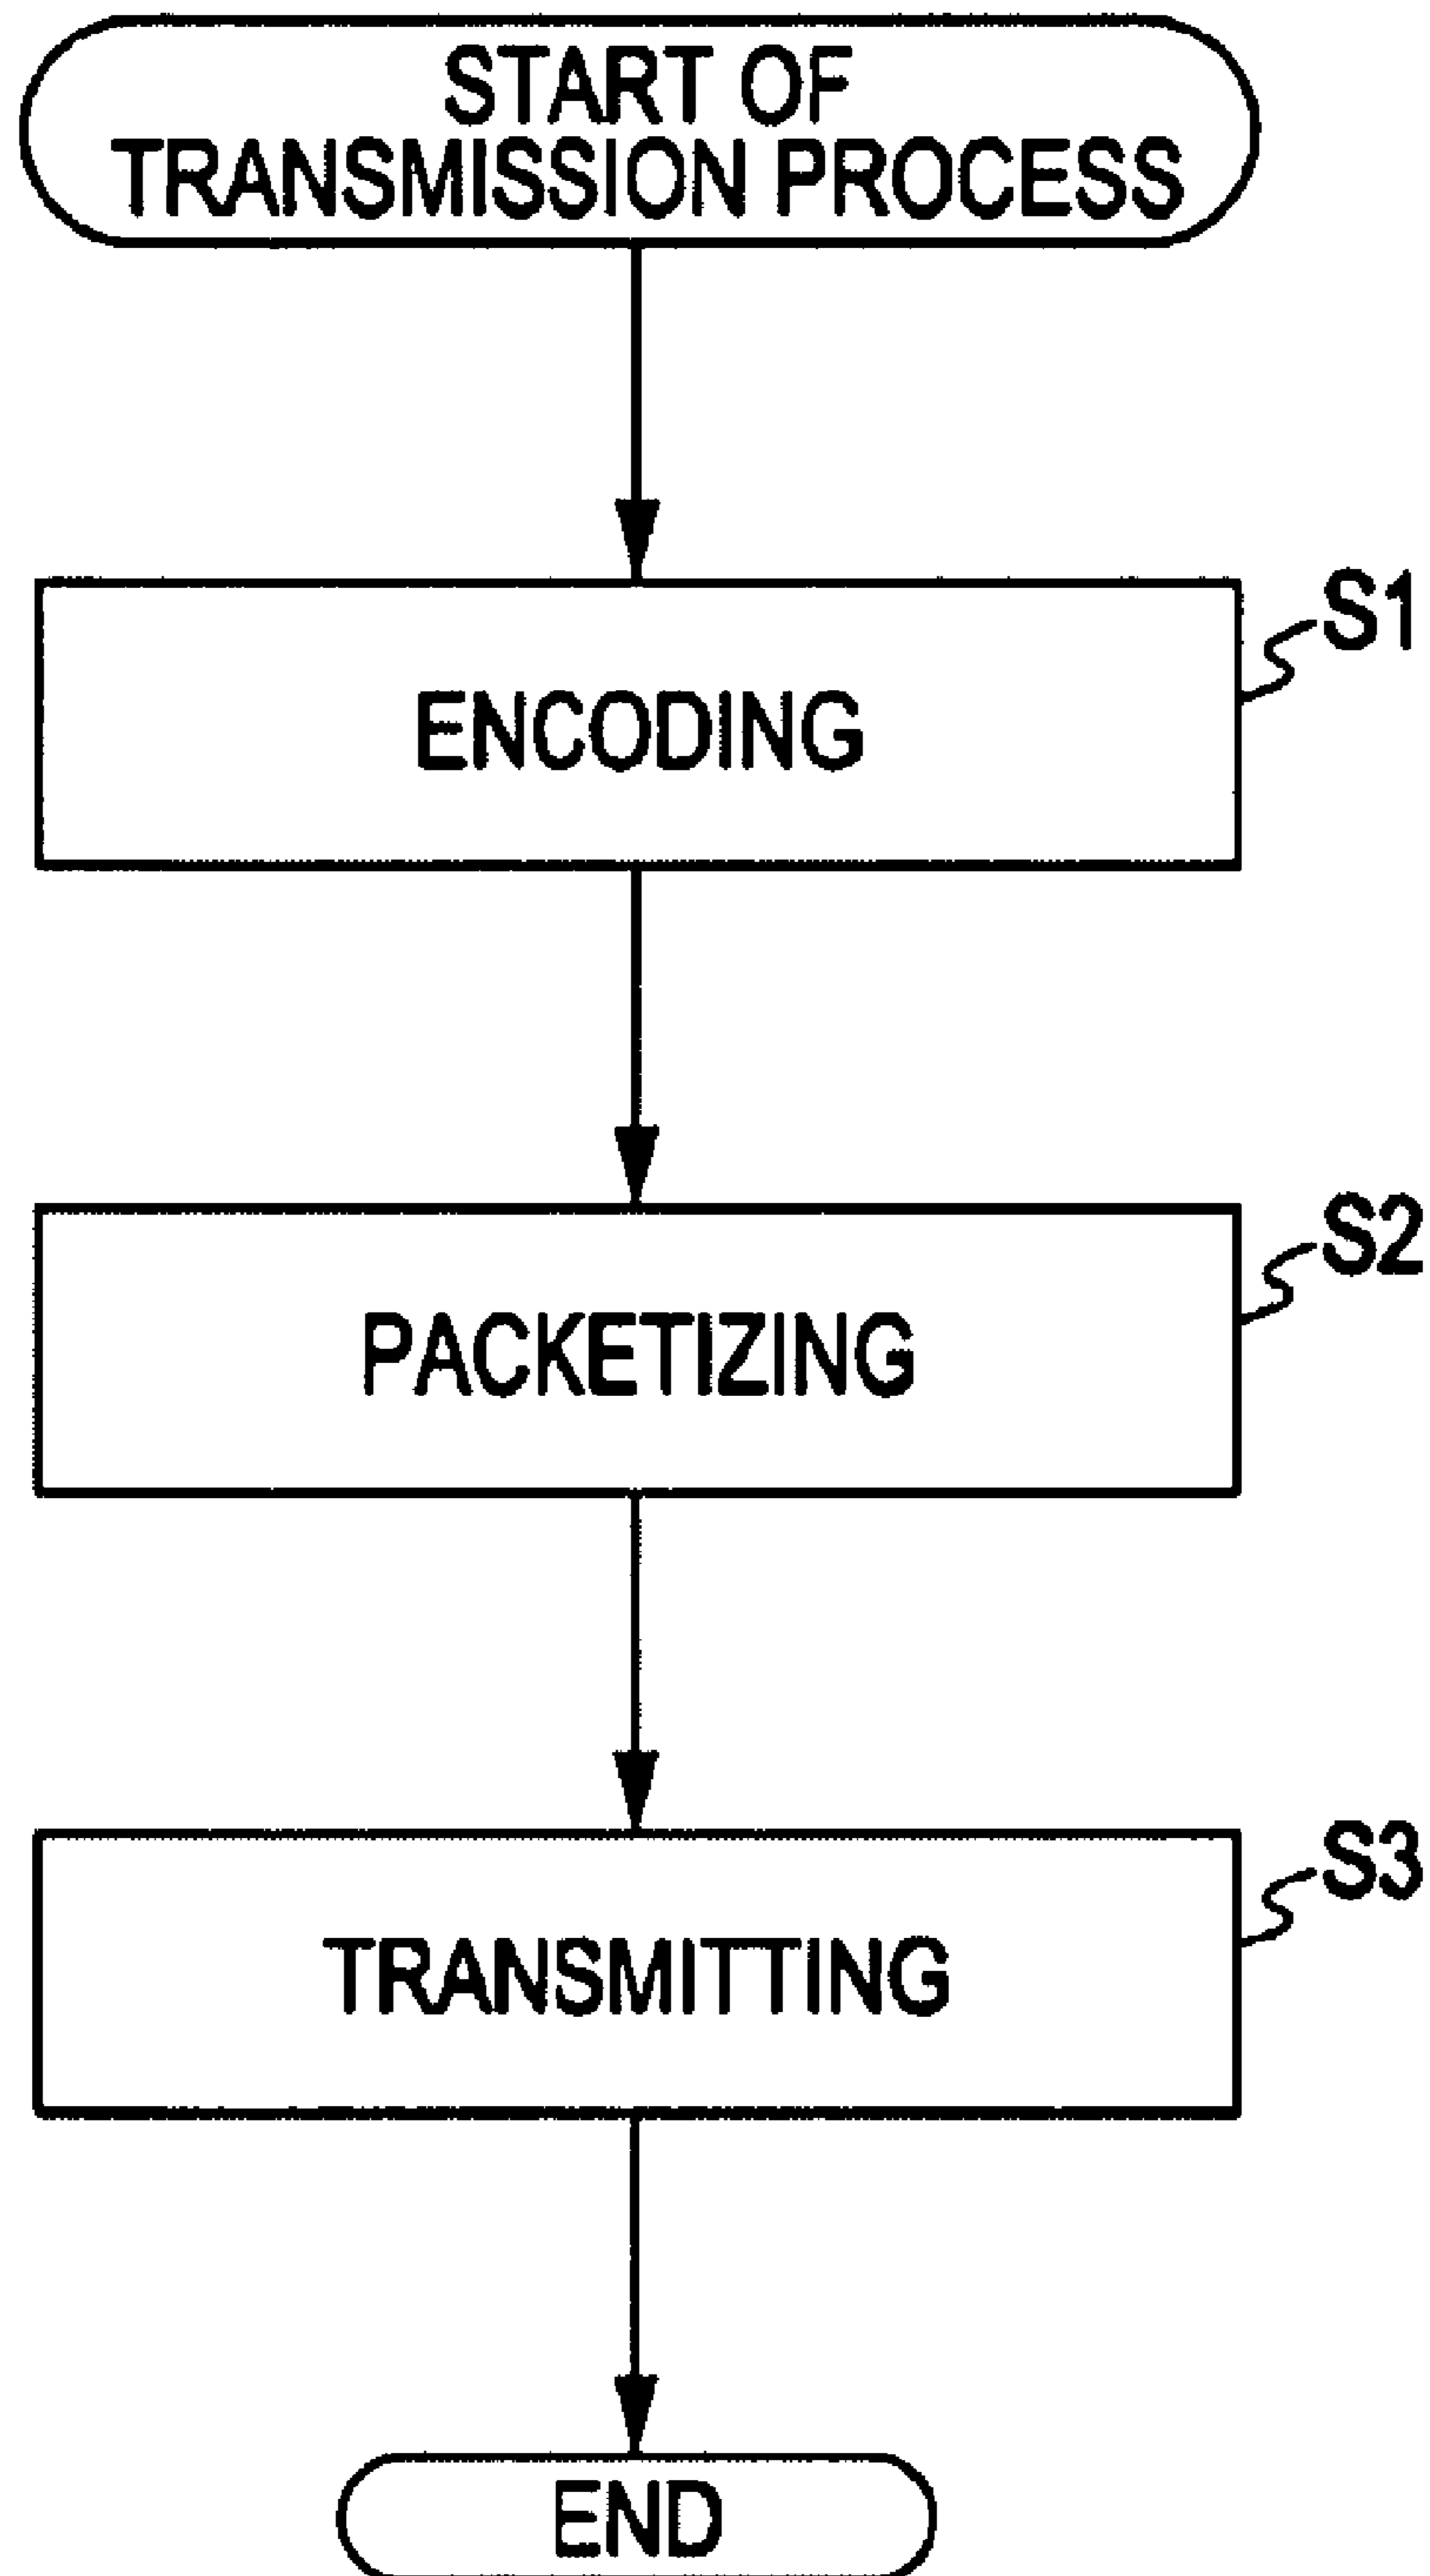 START OF
TRANSMISSION PROCESS
ENCODING
S1
PACKETIZING
S2
TRANSMITTING
S3
END